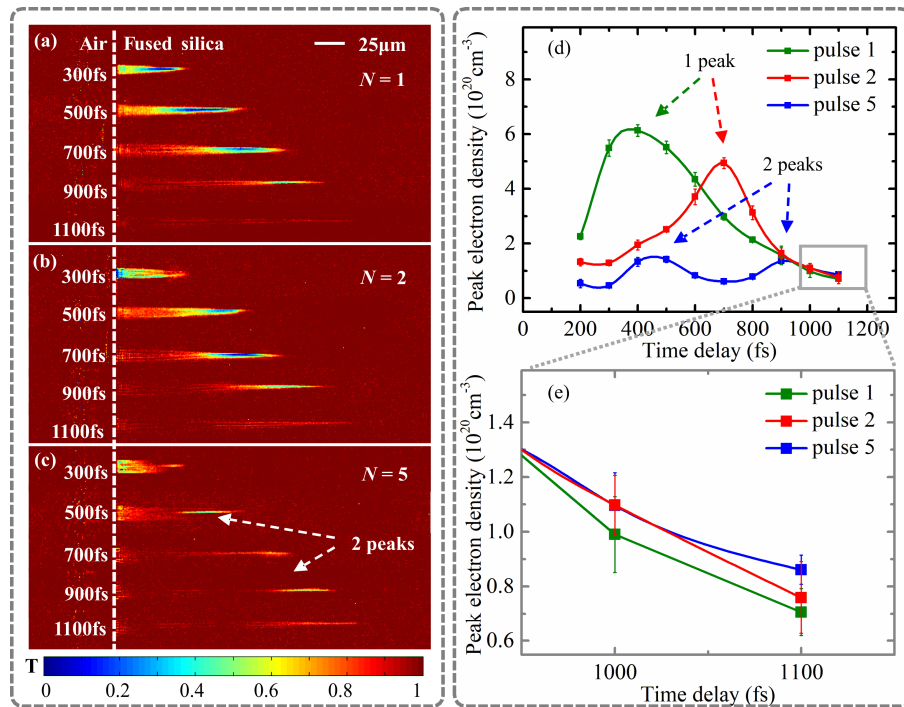 (a) Air Fused silica 25μm
300fs N = 1
500fs
700fs
900fs
1100fs
(b)
300fs N = 2
500fs
700fs
900fs
1100fs
(c)
300fs N = 5
500fs
2 peaks
700fs
900fs
1100fs
T
0 0.2 0.4 0.6 0.8 1
(d)
pulse 1
pulse 2
pulse 5
1 peak
2 peaks
Peak electron density (10²⁰cm⁻³)
8
6
4
2
0
0 200 400 600 800 1000 1200
Time delay (fs)
(e)
pulse 1
pulse 2
pulse 5
Peak electron density (10²⁰cm⁻³)
1.4
1.2
1.0
0.8
0.6
1000 1100
Time delay (fs)